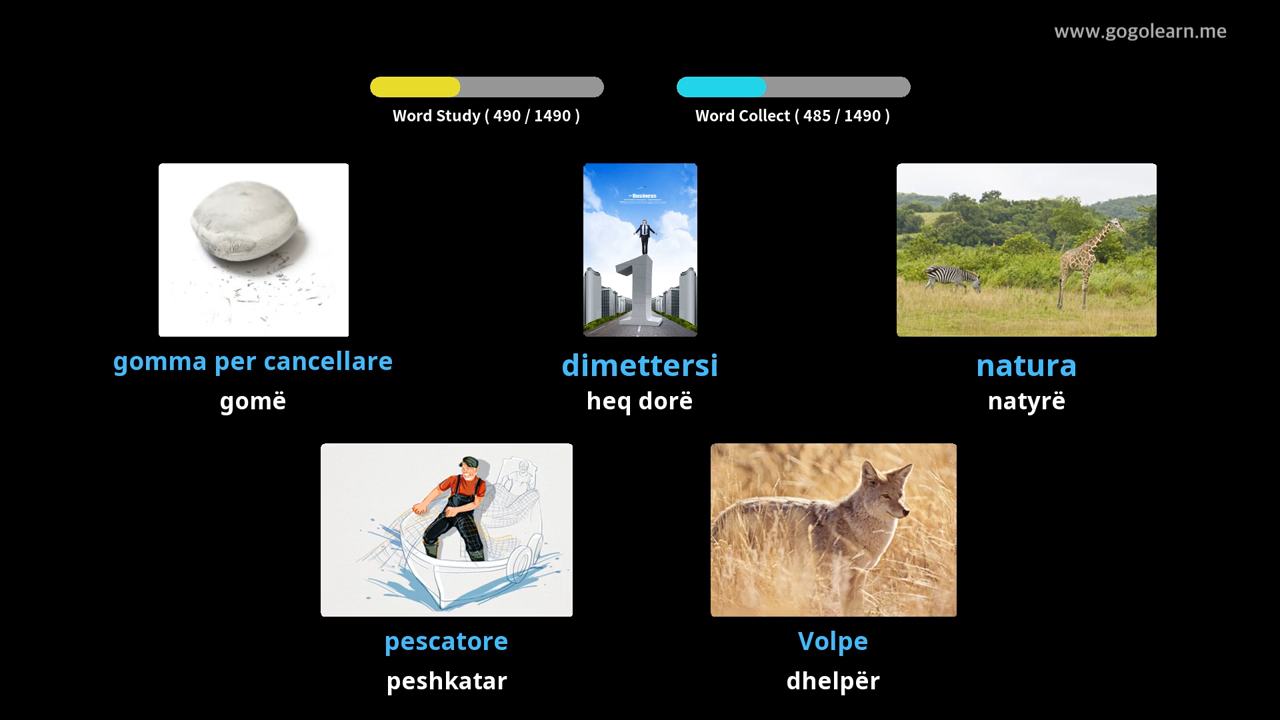 www.gogolearn.me
Word Study ( 490 / 1490 )
Word Collect ( 485 / 1490 )
Business
gomma per cancellare
dimettersi
natura
gomë
heq dorë
natyrë
pescatore
Volpe
peshkatar
dhelpër